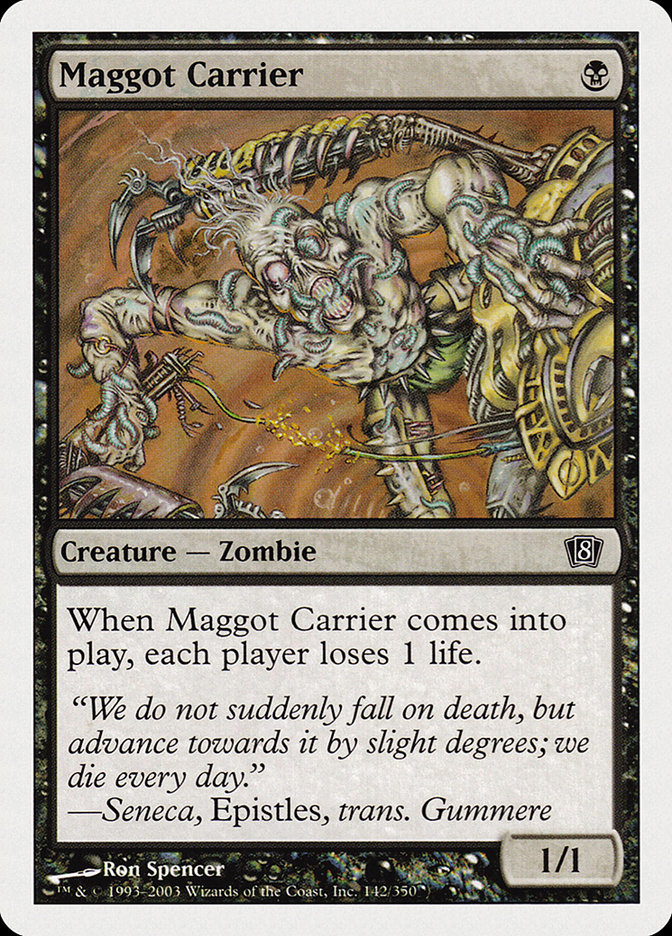 Maggot Carrier
Creature — Zombie
8
When Maggot Carrier comes into
play, each player loses 1 life.
“We do not suddenly fall on death, but
advance towards it by slight degrees; we
die every day.”
—Seneca, Epistles, trans. Gummere
1/1
Ron Spencer
™ & © 1993–2003 Wizards of the Coast, Inc. 142/350